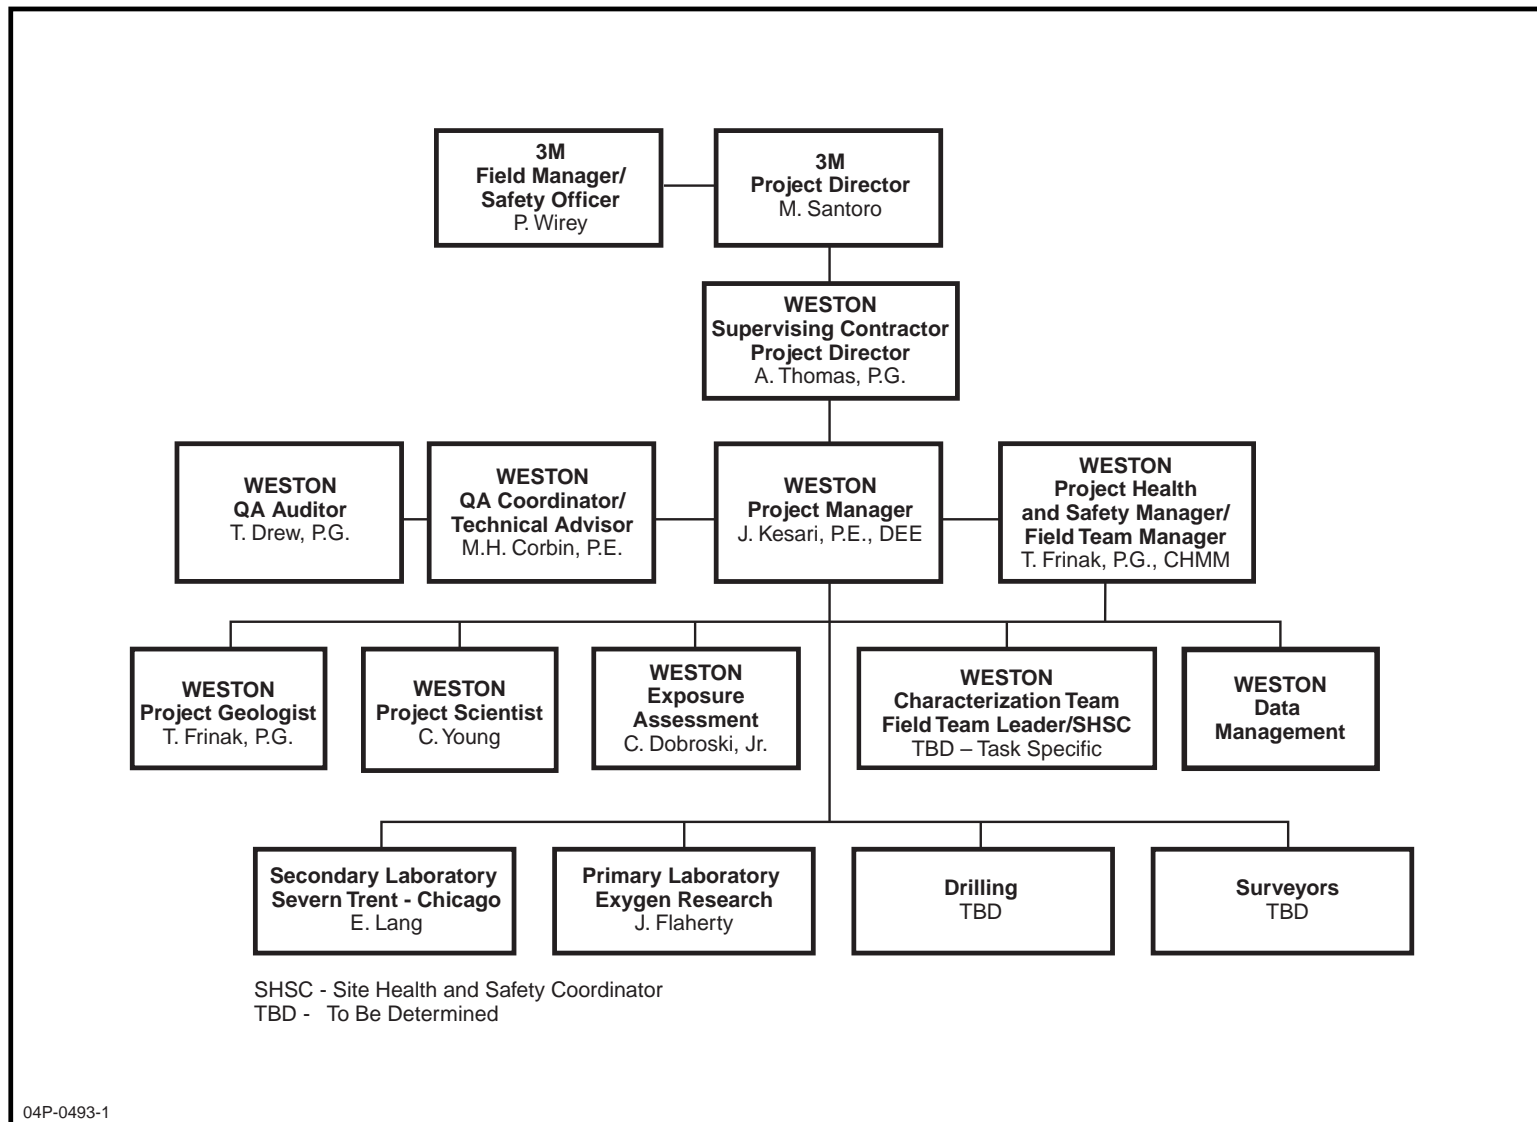 3M
Field Manager/
Safety Officer
P. Wirey
3M
Project Director
M. Santoro
WESTON
Supervising Contractor
Project Director
A. Thomas, P.G.
WESTON
QA Auditor
T. Drew, P.G.
WESTON
QA Coordinator/
Technical Advisor
M.H. Corbin, P.E.
WESTON
Project Manager
J. Kesari, P.E., DEE
WESTON
Project Health
and Safety Manager/
Field Team Manager
T. Frinak, P.G., CHMM
WESTON
Project Geologist
T. Frinak, P.G.
WESTON
Project Scientist
C. Young
WESTON
Exposure
Assessment
C. Dobroski, Jr.
WESTON
Characterization Team
Field Team Leader/SHSC
TBD – Task Specific
WESTON
Data
Management
Secondary Laboratory
Severn Trent - Chicago
E. Lang
Primary Laboratory
Exygen Research
J. Flaherty
Drilling
TBD
Surveyors
TBD
SHSC - Site Health and Safety Coordinator
TBD - To Be Determined
04P-0493-1